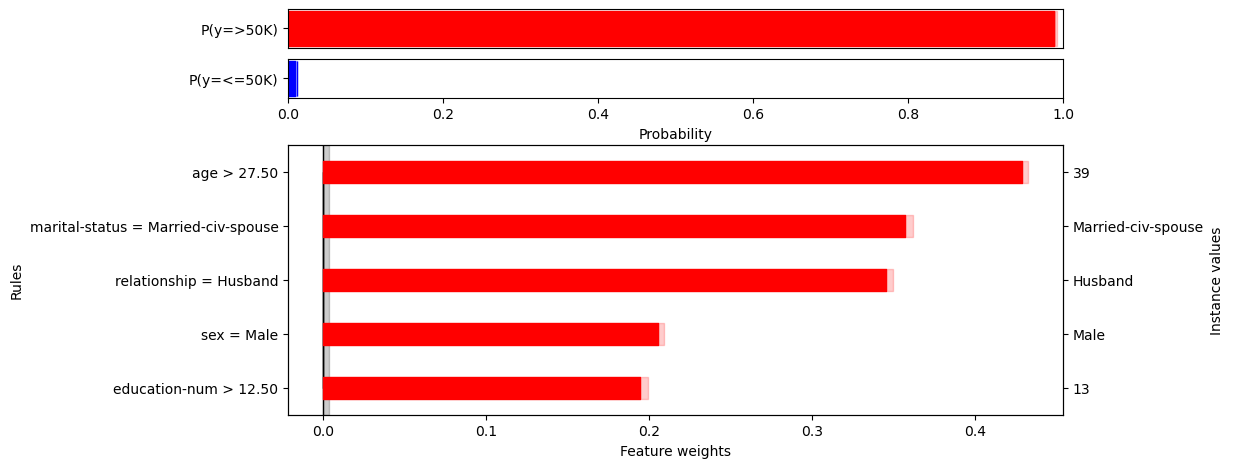 P(y=>50K)
P(y=<=50K)
0.0 0.2 0.4 0.6 0.8 1.0
Probability
age > 27.50 39
marital-status = Married-civ-spouse Married-civ-spouse
relationship = Husband Husband
sex = Male Male
education-num > 12.50 13
Rules
Instance values
0.0 0.1 0.2 0.3 0.4
Feature weights